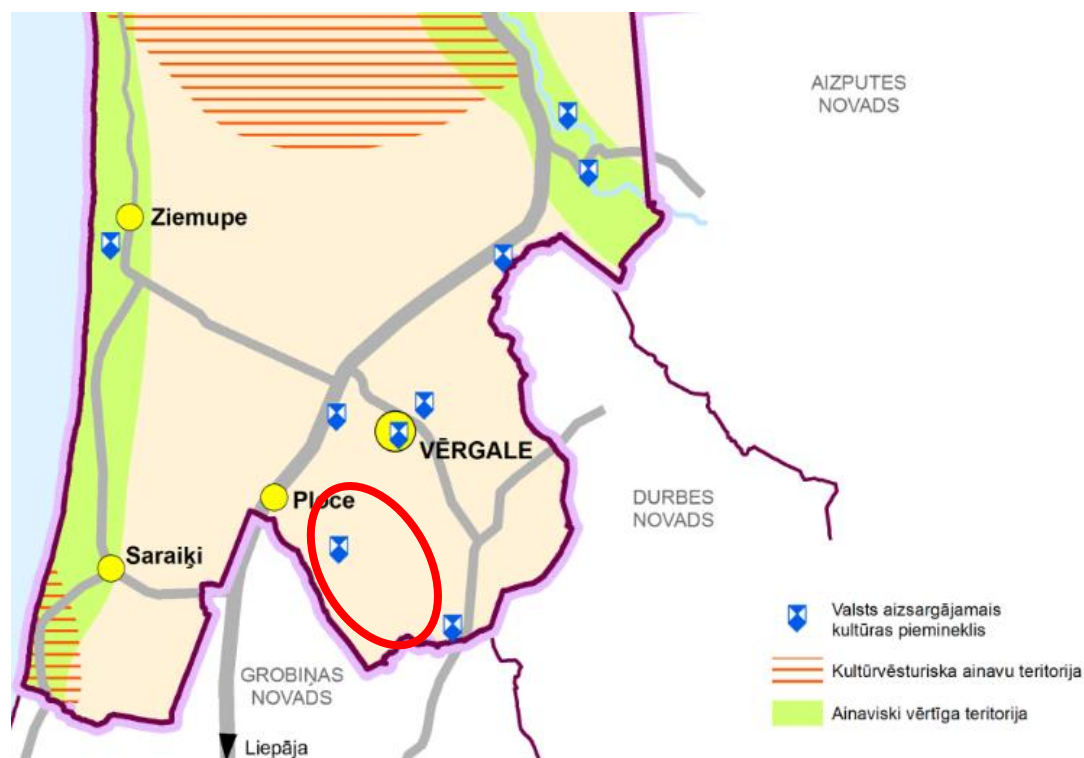 AIZPUTES
NOVADS
Ziemupe
VĒRGALE
Ploce
DURBES
NOVADS
Saraiķi
GROBIŅAS
NOVADS
Liepāja
Valsts aizsargājamais
kultūras piemineklis
Kultūrvēsturiska ainavu teritorija
Ainaviski vērtīga teritorija